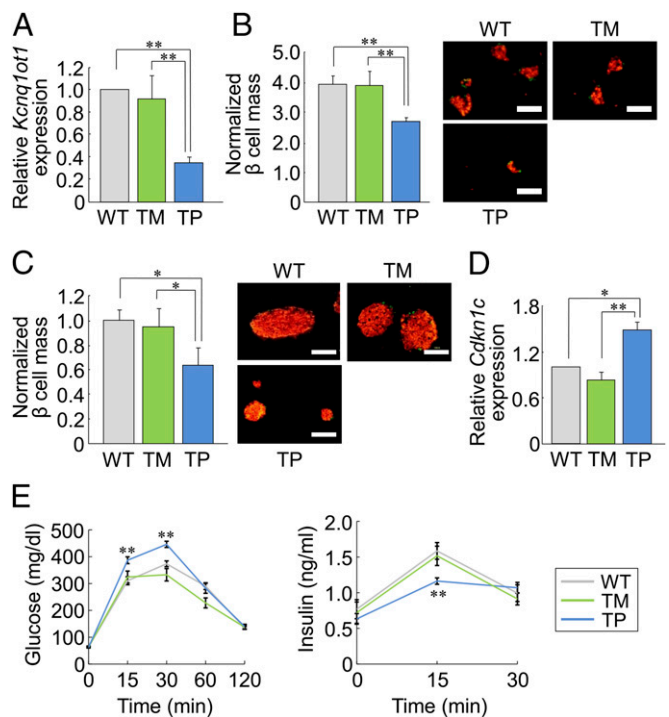 A
Relative Kcnq1ot1
expression
1.2
1.0
0.8
0.6
0.4
0.2
0
**
**
WT TM TP
B
Normalized
β cell mass
5.0
4.0
3.0
2.0
1.0
0
**
**
WT TM TP
WT TM
TP
C
Normalized
β cell mass
1.2
1.0
0.8
0.6
0.4
0.2
0
*
*
WT TM TP
WT TM
TP
D
Relative Cdkn1c
expression
1.8
1.2
0.6
0
*
**
WT TM TP
E
Glucose (mg/dl)
500
400
300
200
100
0
** **
0 15 30 60 120
Time (min)
Insulin (ng/ml)
2.0
1.5
1.0
0.5
0
**
0 15 30
Time (min)
WT
TM
TP